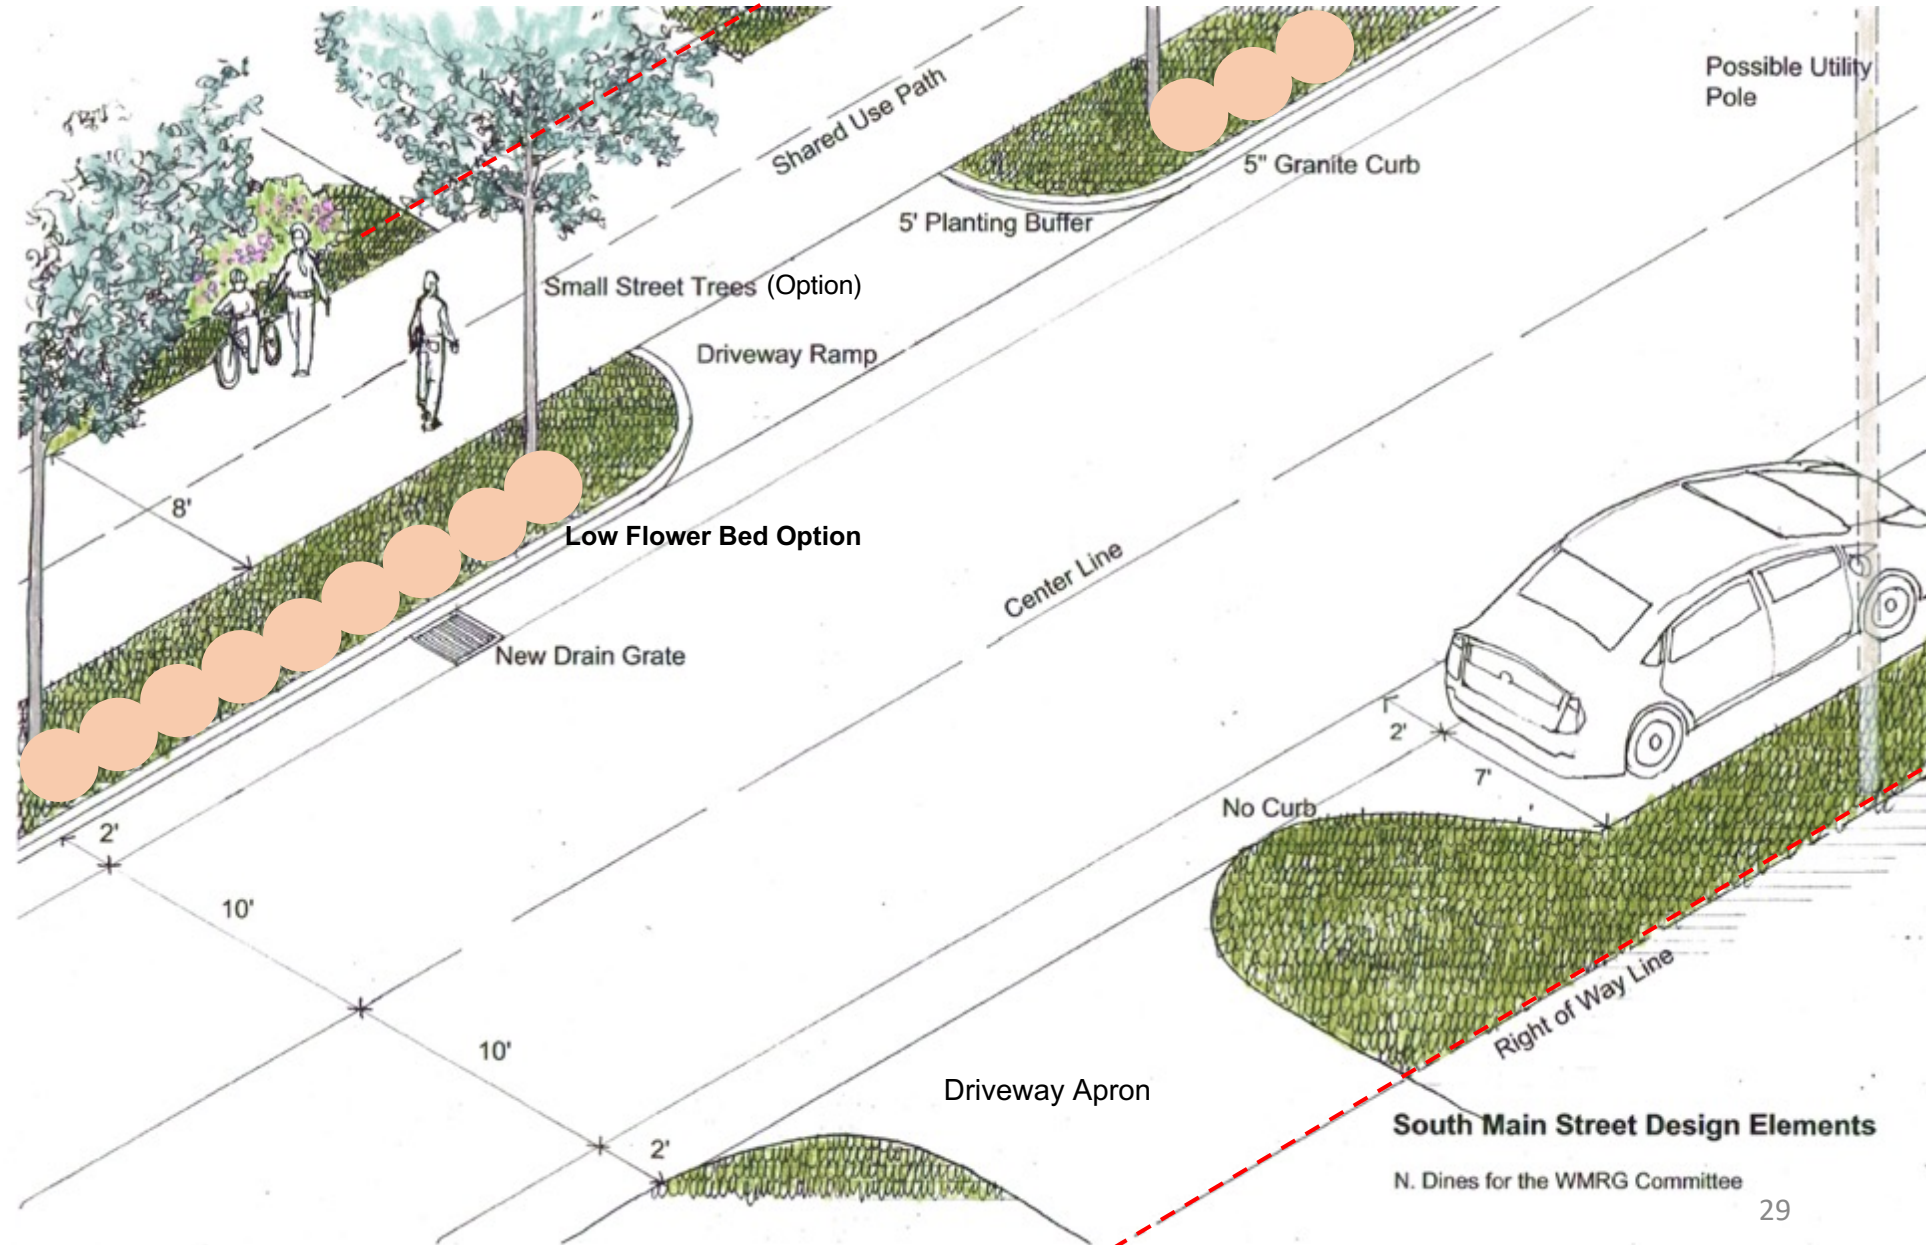 Possible Utility
Pole
Shared Use Path
5" Granite Curb
5' Planting Buffer
Small Street Trees (Option)
Driveway Ramp
8'
Low Flower Bed Option
Center Line
New Drain Grate
2'
7'
No Curb
2'
10'
Right of Way Line
10'
Driveway Apron
South Main Street Design Elements
2'
N. Dines for the WMRG Committee
29